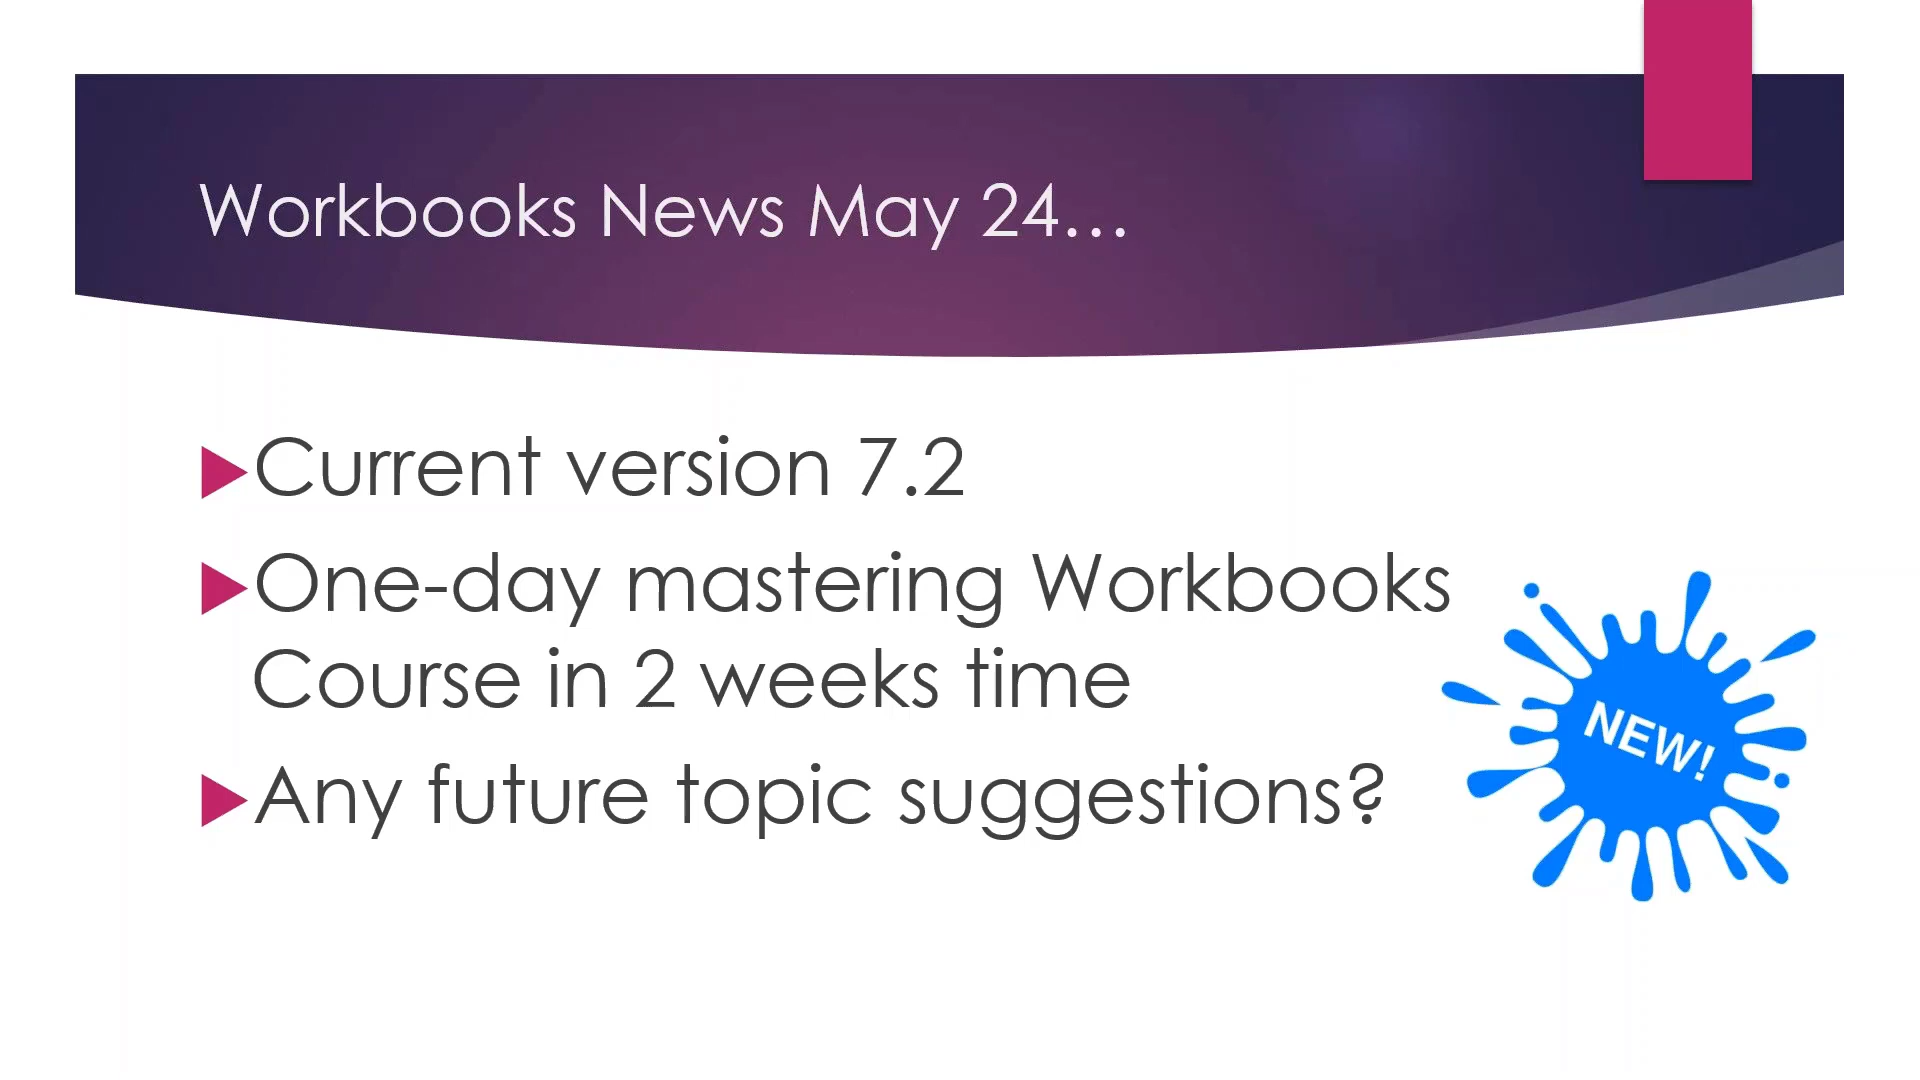 Workbooks News May 24…
Current version 7.2
One-day mastering Workbooks
Course in 2 weeks time
Any future topic suggestions?
NEW!